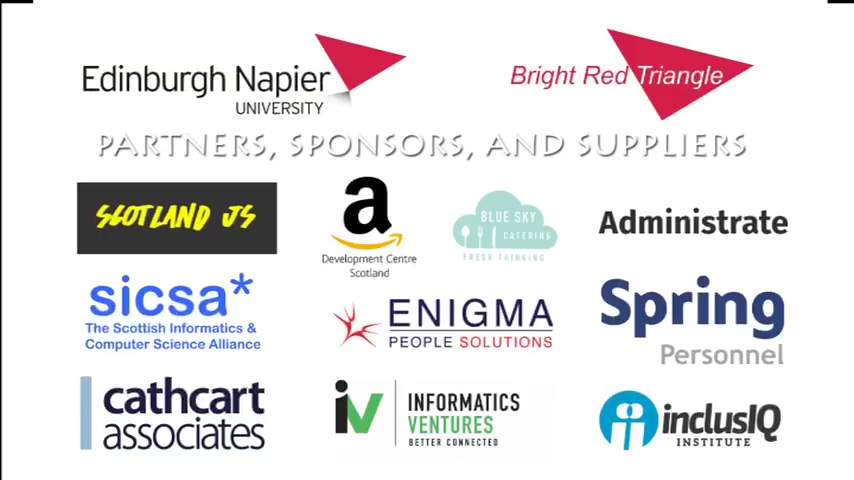 Edinburgh Napier
UNIVERSITY
Bright Red Triangle
PARTNERS, SPONSORS, AND SUPPLIERS
SCOTLAND JS
a
Development Centre
Scotland
BLUE SKY
CATERING
FRESH THINKING
Administrate
sicsa*
The Scottish Informatics &
Computer Science Alliance
ENIGMA
PEOPLE SOLUTIONS
Spring
Personnel
cathcart
associates
iv
INFORMATICS
VENTURES
BETTER CONNECTED
inclusIQ
INSTITUTE